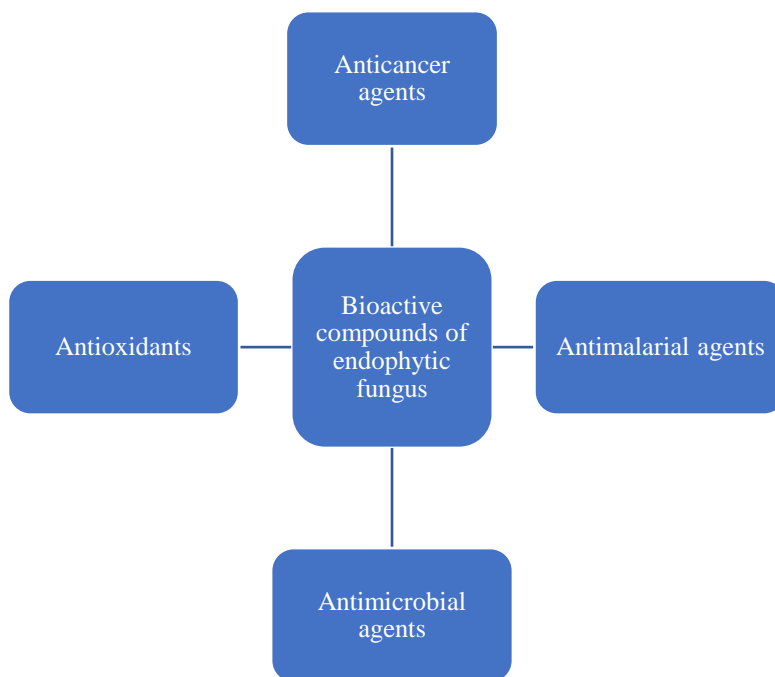 Anticancer
agents
Bioactive
compounds of
endophytic
fungus
Antioxidants
Antimalarial agents
Antimicrobial
agents